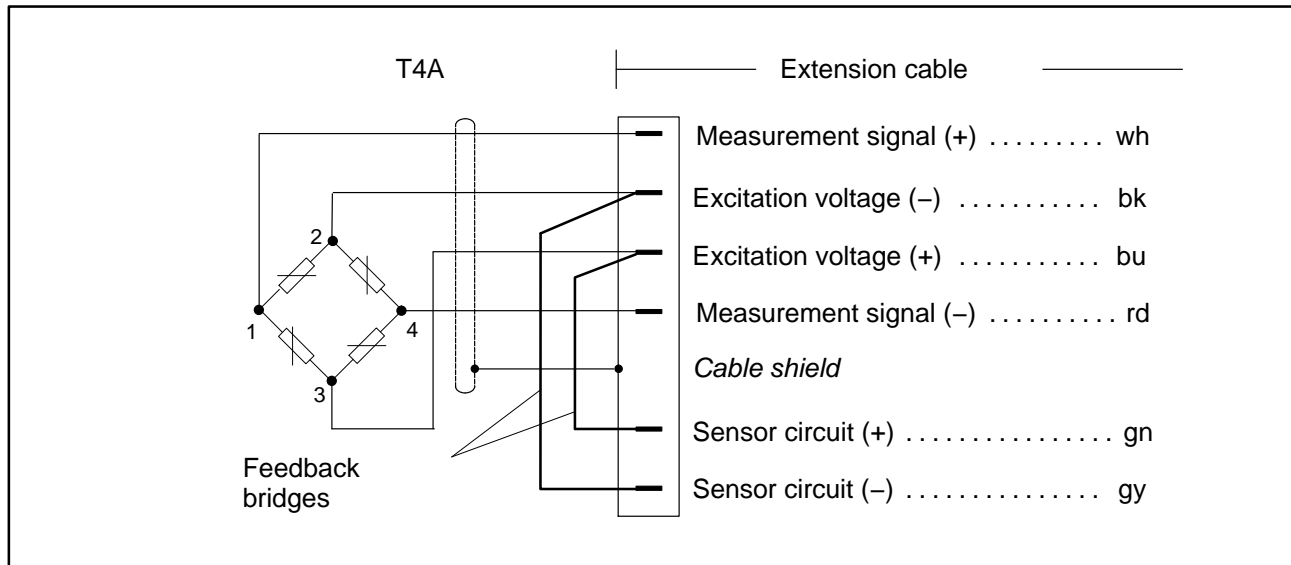 T4A
Extension cable
Measurement signal (+) . . . . . . . . . wh
Excitation voltage (−) . . . . . . . . . . . bk
Excitation voltage (+) . . . . . . . . . . . bu
Measurement signal (−) . . . . . . . . . . rd
Cable shield
Sensor circuit (+) . . . . . . . . . . . . . . . . gn
Sensor circuit (−) . . . . . . . . . . . . . . . gy
2
1
4
3
Feedback
bridges